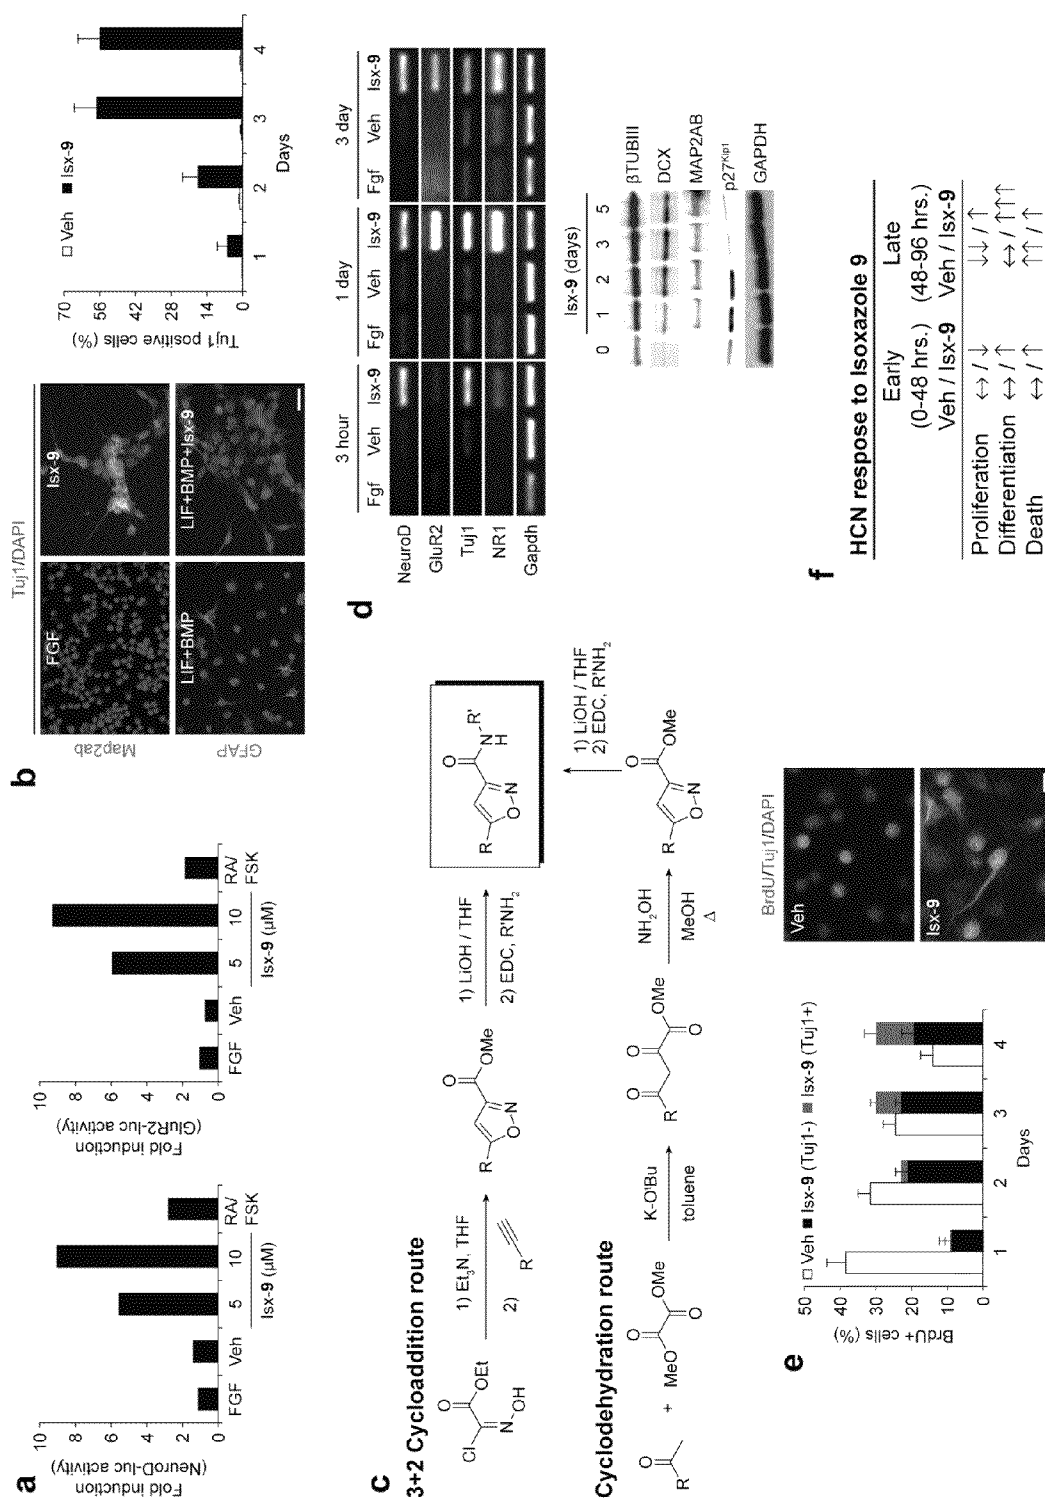 a
Fold induction
(NeuroD-luc activity)
10
8
6
4
2
0
FGF Veh 5 10 RA/
FSK
Isx-9 (µM)
Fold induction
(GluR2-luc activity)
10
8
6
4
2
0
FGF Veh 5 10 RA/
FSK
Isx-9 (µM)
b
Tuj1/DAPI
Map2ab
GFAP
FGF
Isx-9
LIF+BMP
LIF+BMP+Isx-9
Veh Isx-9
Tuj1 positive cells (%)
70
56
42
28
14
0
1 2 3 4
Days
c
3+2 Cycloaddition route
Cl
O
OEt
N
OH
1) Et3N, THF
2)
R
R
O
N
O
OMe
1) LiOH / THF
2) EDC, R'NH2
R
O
N
O
N
H
R'
Cyclodehydration route
R
O
+
MeO
O
O
OMe
K-OtBu
toluene
R
O
O
O
OMe
NH2OH
MeOH
Δ
R
O
N
O
OMe
1) LiOH / THF
2) EDC, R'NH2
d
3 hour 1 day 3 day
Fgf Veh Isx-9 Fgf Veh Isx-9 Fgf Veh Isx-9
NeuroD
GluR2
Tuj1
NR1
Gapdh
Isx-9 (days)
0 1 2 3 5
βTUBIII
DCX
MAP2AB
p27Kip1
GAPDH
e
Veh Isx-9 (Tuj1-) Isx-9 (Tuj1+)
BrdU+ cells (%)
50
40
30
20
10
0
1 2 3 4
Days
BrdU/Tuj1/DAPI
Veh
Isx-9
f
HCN respose to Isoxazole 9
Early Late
(0-48 hrs.) (48-96 hrs.)
Veh / Isx-9 Veh / Isx-9
Proliferation ↔ / ↓ ↓↓ / ↑
Differentiation ↔ / ↑ ↔ / ↑↑↑
Death ↔ / ↑ ↑↑ / ↑